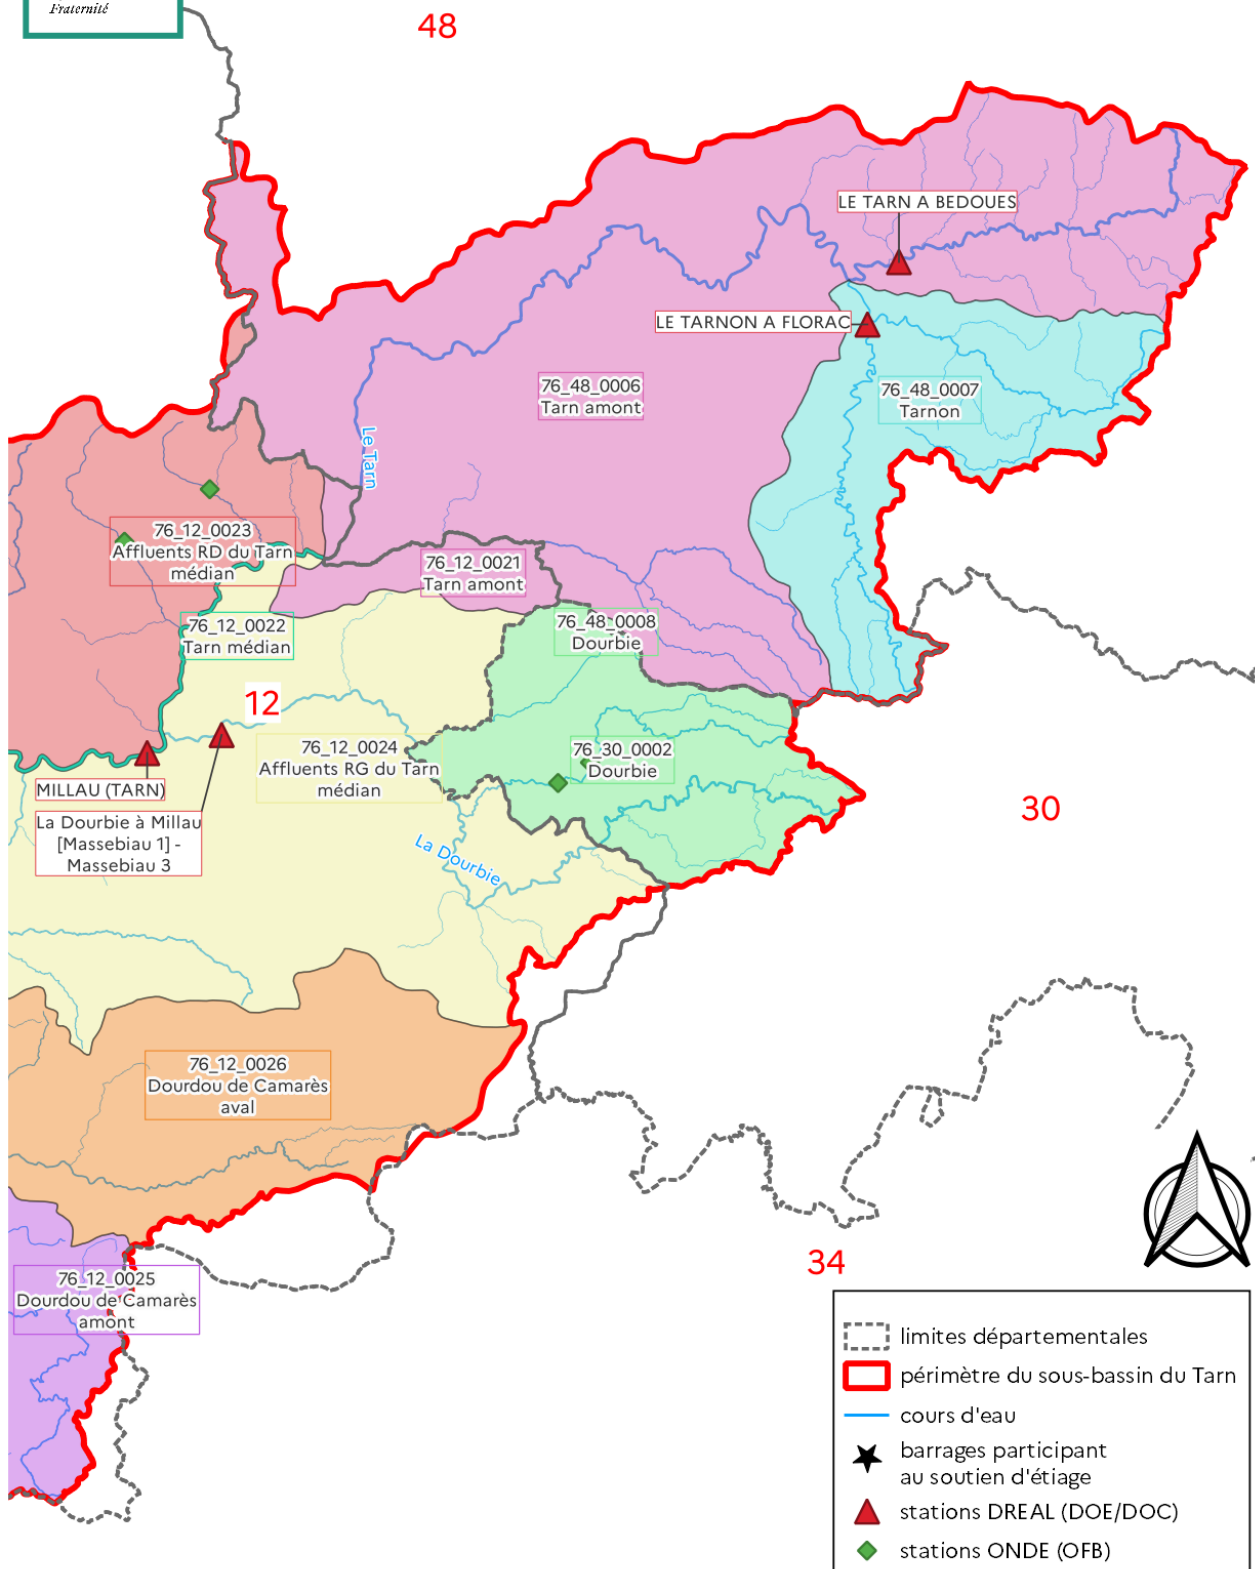 Fraternité
48
LE TARN A BEDOUES
LE TARNON A FLORAC
76_48_0006
Tarn amont
76_48_0007
Tarnon
Le Tarn
76_12_0023
Affluents RD du Tarn
médian
76_12_0021
Tarn amont
76_12_0022
Tarn médian
76_48_0008
Dourbie
12
76_12_0024
Affluents RG du Tarn
médian
76_30_0002
Dourbie
MILLAU (TARN)
La Dourbie à Millau
[Massebiau 1] -
Massebiau 3
30
La Dourbie
76_12_0026
Dourdou de Camarès
aval
34
76_12_0025
Dourdou de Camarès
amont
limites départementales
périmètre du sous-bassin du Tarn
cours d'eau
barrages participant
au soutien d'étiage
stations DREAL (DOE/DOC)
stations ONDE (OFB)